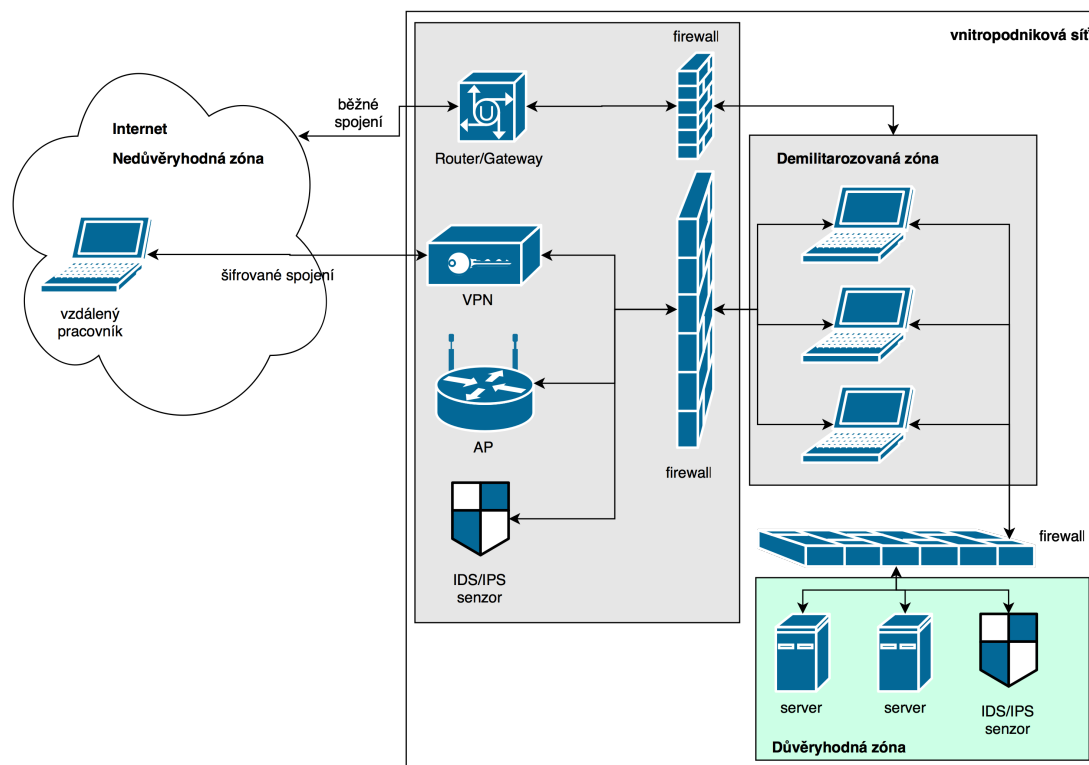 vnitropodniková síť
firewall
Internet
Nedůvěryhodná zóna
běžné
spojení
Router/Gateway
Demilitarozovaná zóna
šifrované spojení
VPN
vzdálený
pracovník
AP
firewall
IDS/IPS
senzor
firewall
server
server
IDS/IPS
senzor
Důvěryhodná zóna